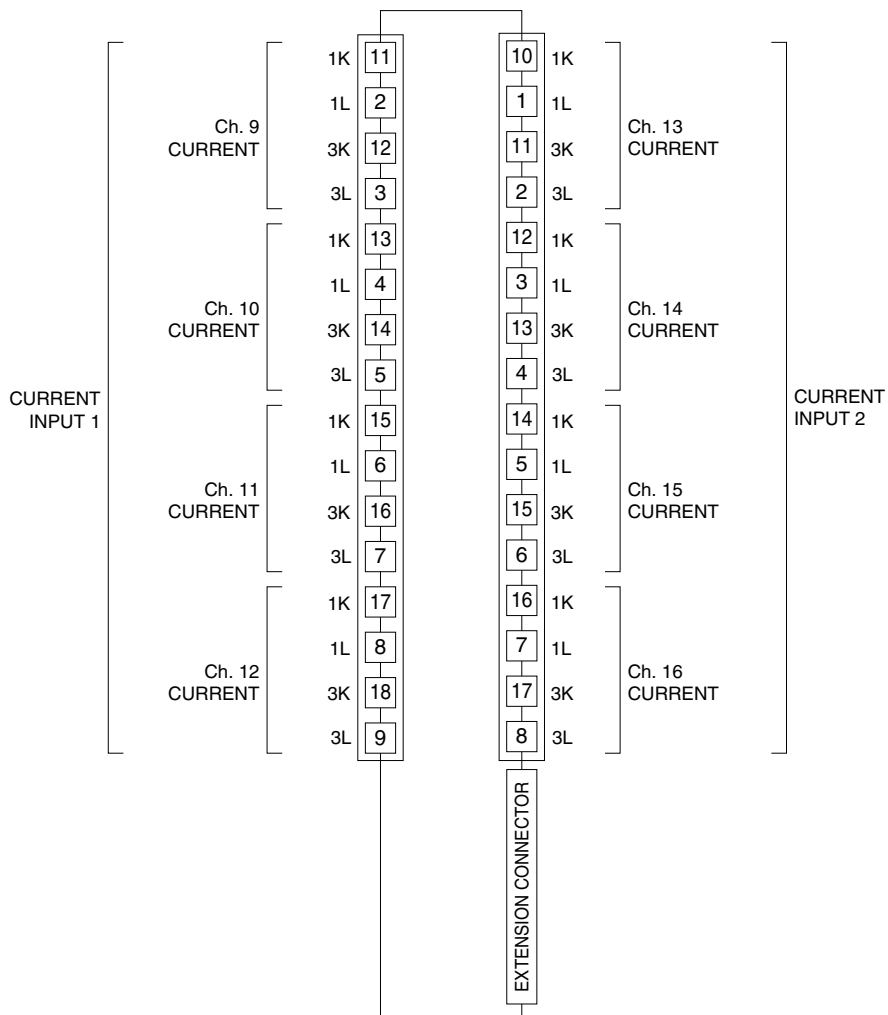 1K 11 10 1K
1L 2 1 1L
Ch. 9
CURRENT
Ch. 13
CURRENT
3K 12 11 3K
3L 3 2 3L
1K 13 12 1K
1L 4 3 1L
Ch. 10
CURRENT
Ch. 14
CURRENT
3K 14 13 3K
3L 5 4 3L
CURRENT
INPUT 1
CURRENT
INPUT 2
1K 15 14 1K
1L 6 5 1L
Ch. 11
CURRENT
Ch. 15
CURRENT
3K 16 15 3K
3L 7 6 3L
1K 17 16 1K
1L 8 7 1L
Ch. 12
CURRENT
Ch. 16
CURRENT
3K 18 17 3K
3L 9 8 3L
EXTENSION CONNECTOR